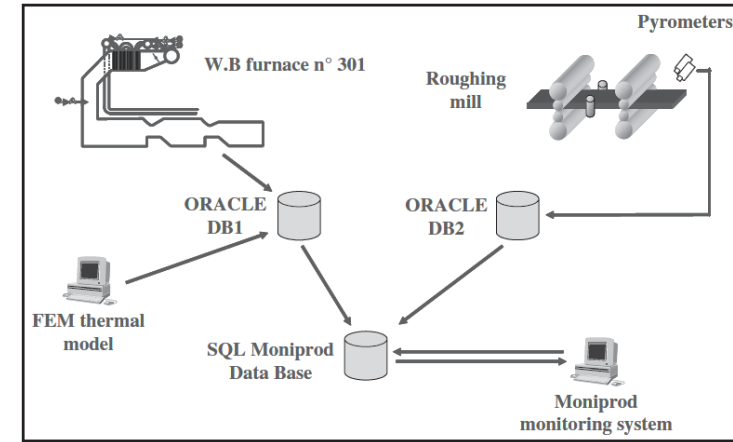 Pyrometers
W.B furnace n° 301
Roughing
mill
ORACLE
DB1
ORACLE
DB2
FEM thermal
model
SQL Moniprod
Data Base
Moniprod
monitoring system